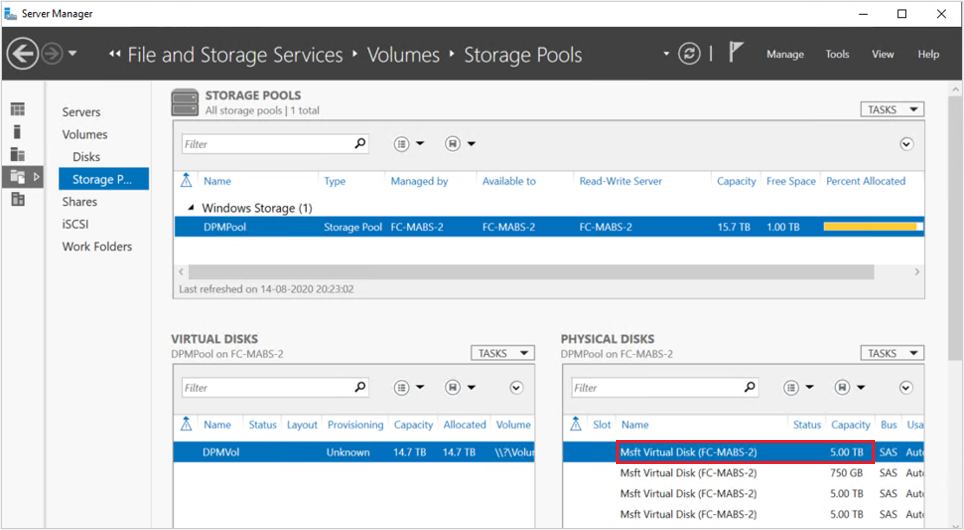 Server Manager
File and Storage Services Volumes Storage Pools
Manage Tools View Help
Servers
Volumes
Disks
Storage P...
Shares
iSCSI
Work Folders
STORAGE POOLS
All storage pools | 1 total
TASKS
Filter
Name Type Managed by Available to Read-Write Server Capacity Free Space Percent Allocated
Windows Storage (1)
DPMPool Storage Pool FC-MABS-2 FC-MABS-2 FC-MABS-2 15.7 TB 1.00 TB
Last refreshed on 14-08-2020 20:23:02
VIRTUAL DISKS
DPMPool on FC-MABS-2
TASKS
Filter
Name Status Layout Provisioning Capacity Allocated Volume
DPMVol Unknown 14.7 TB 14.7 TB \\?\Volur
PHYSICAL DISKS
DPMPool on FC-MABS-2
TASKS
Filter
Slot Name Status Capacity Bus Usa
Msft Virtual Disk (FC-MABS-2) 5.00 TB SAS Auto
Msft Virtual Disk (FC-MABS-2) 750 GB SAS Auto
Msft Virtual Disk (FC-MABS-2) 5.00 TB SAS Auto
Msft Virtual Disk (FC-MABS-2) 5.00 TB SAS Auto